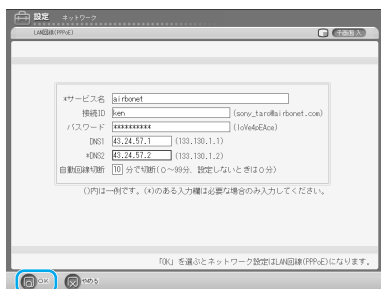 設定 ネットワーク
LAN回線(PPPoE) 子画面 入
*サービス名 airbonet
接続ID ken (sony_taro@airbonet.com)
パスワード ********** (loVe4pEAce)
DNS1 43.24.57.1 (133.130.1.1)
*DNS2 43.24.57.2 (133.130.1.2)
自動回線切断 10 分で切断(0〜99分、設定しないときは0分)
()内は一例です。(*)のある入力欄は必要な場合のみ入力してください。
「OK」を選ぶとネットワーク設定はLAN回線(PPPoE)になります。
OK やめる